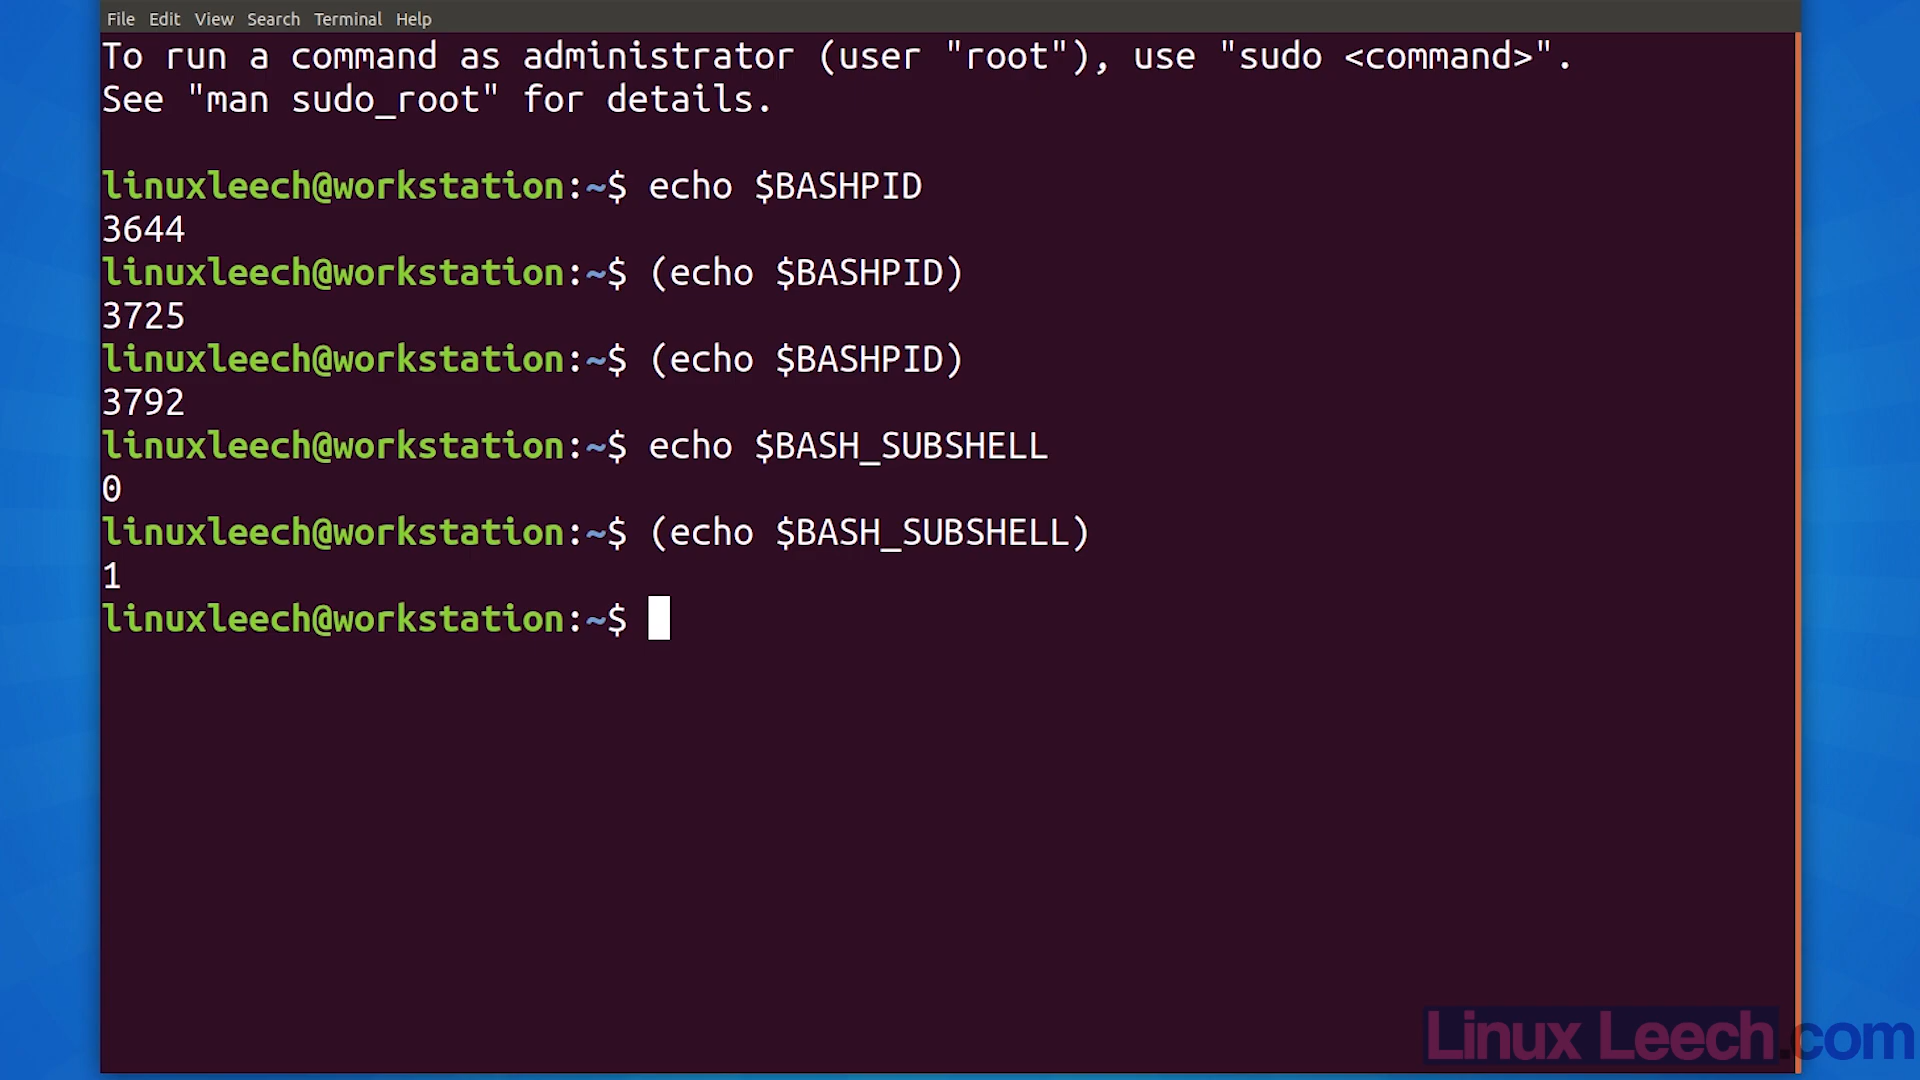 File Edit View Search Terminal Help
To run a command as administrator (user "root"), use "sudo <command>".
See "man sudo_root" for details.
linuxleech@workstation:~$ echo $BASHPID
3644
linuxleech@workstation:~$ (echo $BASHPID)
3725
linuxleech@workstation:~$ (echo $BASHPID)
3792
linuxleech@workstation:~$ echo $BASH_SUBSHELL
0
linuxleech@workstation:~$ (echo $BASH_SUBSHELL)
1
linuxleech@workstation:~$
Linux Leech.com